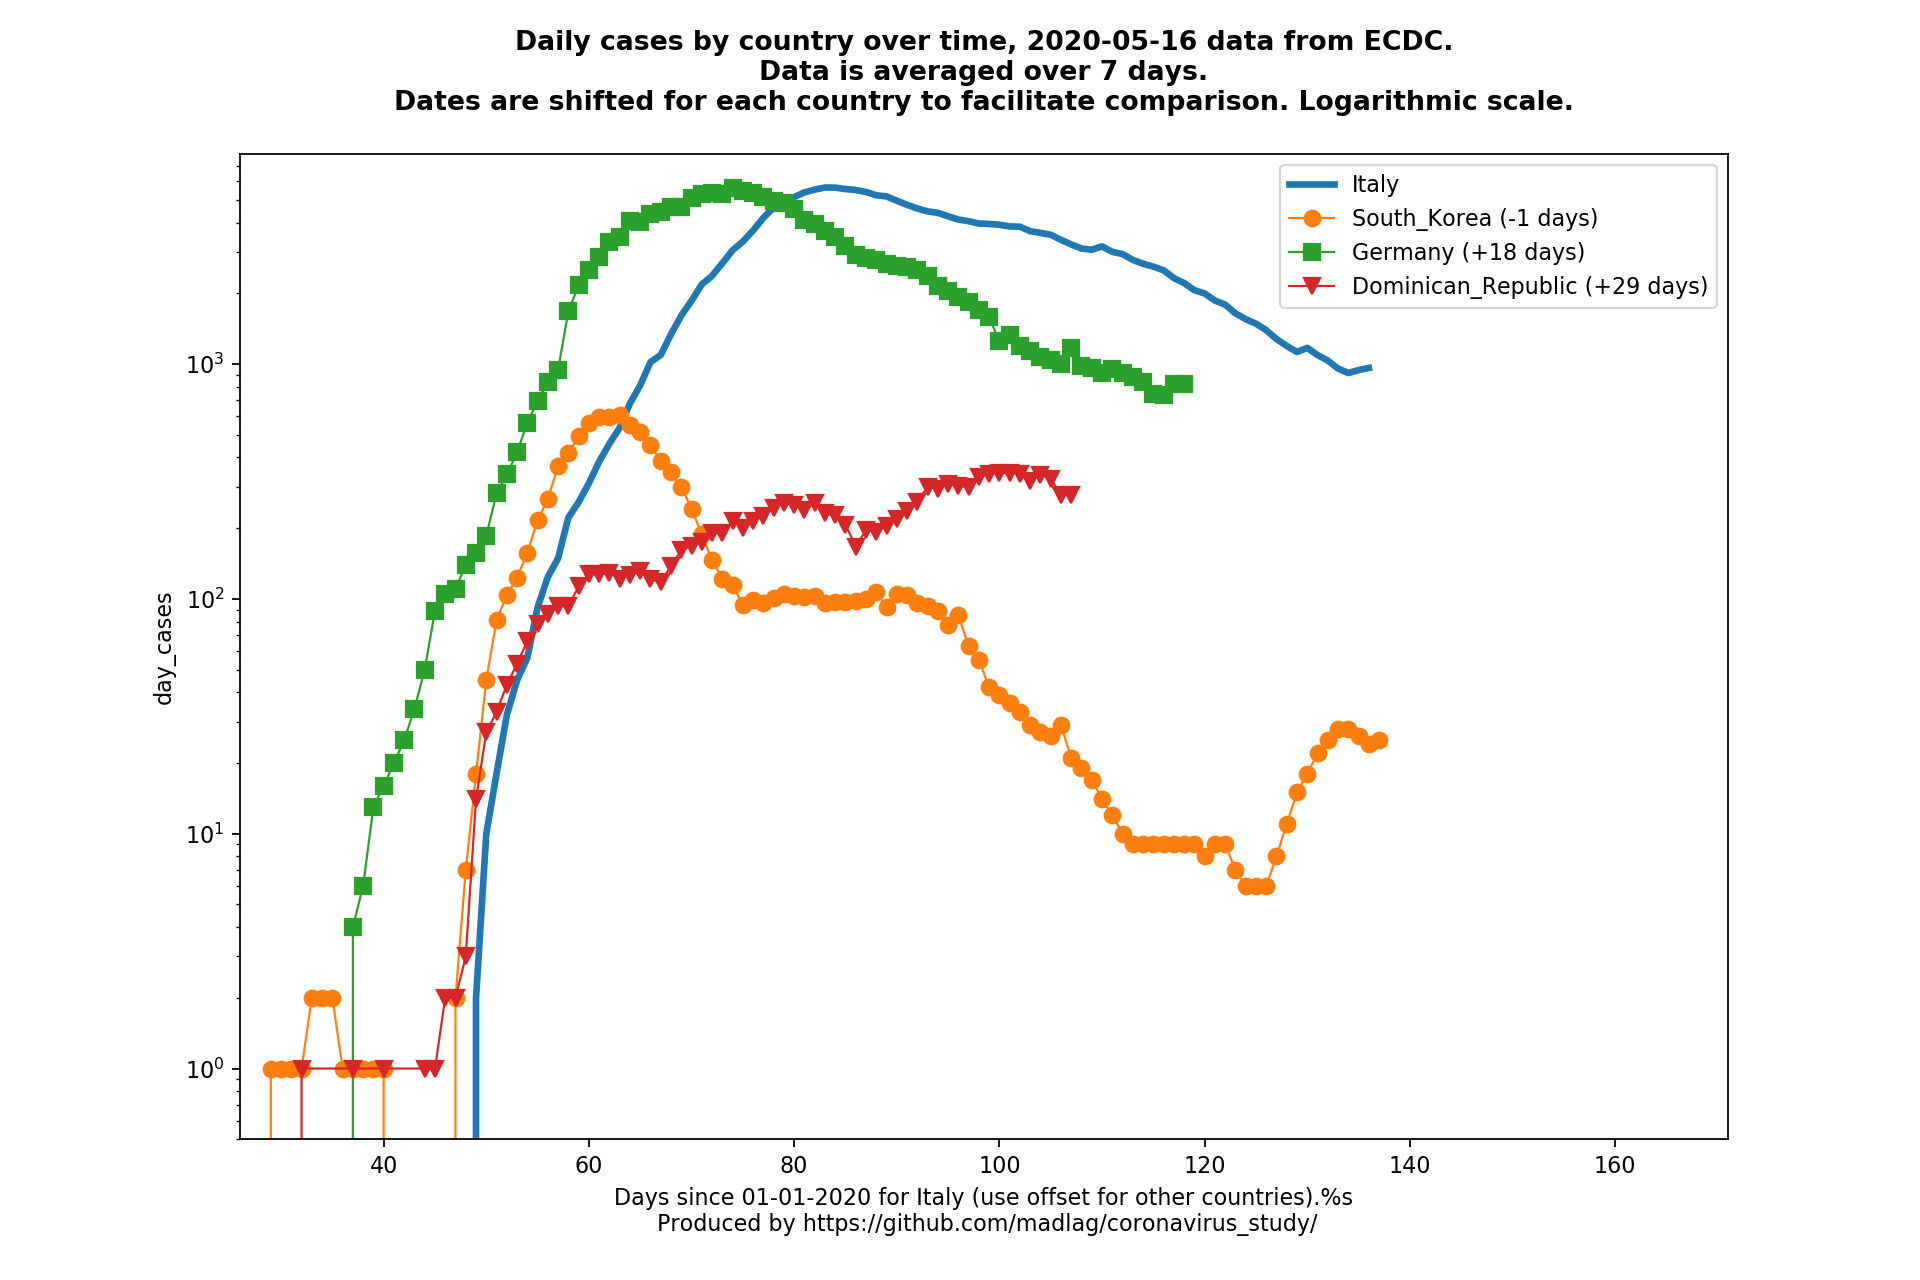 Daily cases by country over time, 2020-05-16 data from ECDC.
Data is averaged over 7 days.
Dates are shifted for each country to facilitate comparison. Logarithmic scale.
Italy
South_Korea (-1 days)
Germany (+18 days)
Dominican_Republic (+29 days)
10³
10²
10¹
10⁰
day_cases
40 60 80 100 120 140 160
Days since 01-01-2020 for Italy (use offset for other countries).%s
Produced by https://github.com/madlag/coronavirus_study/